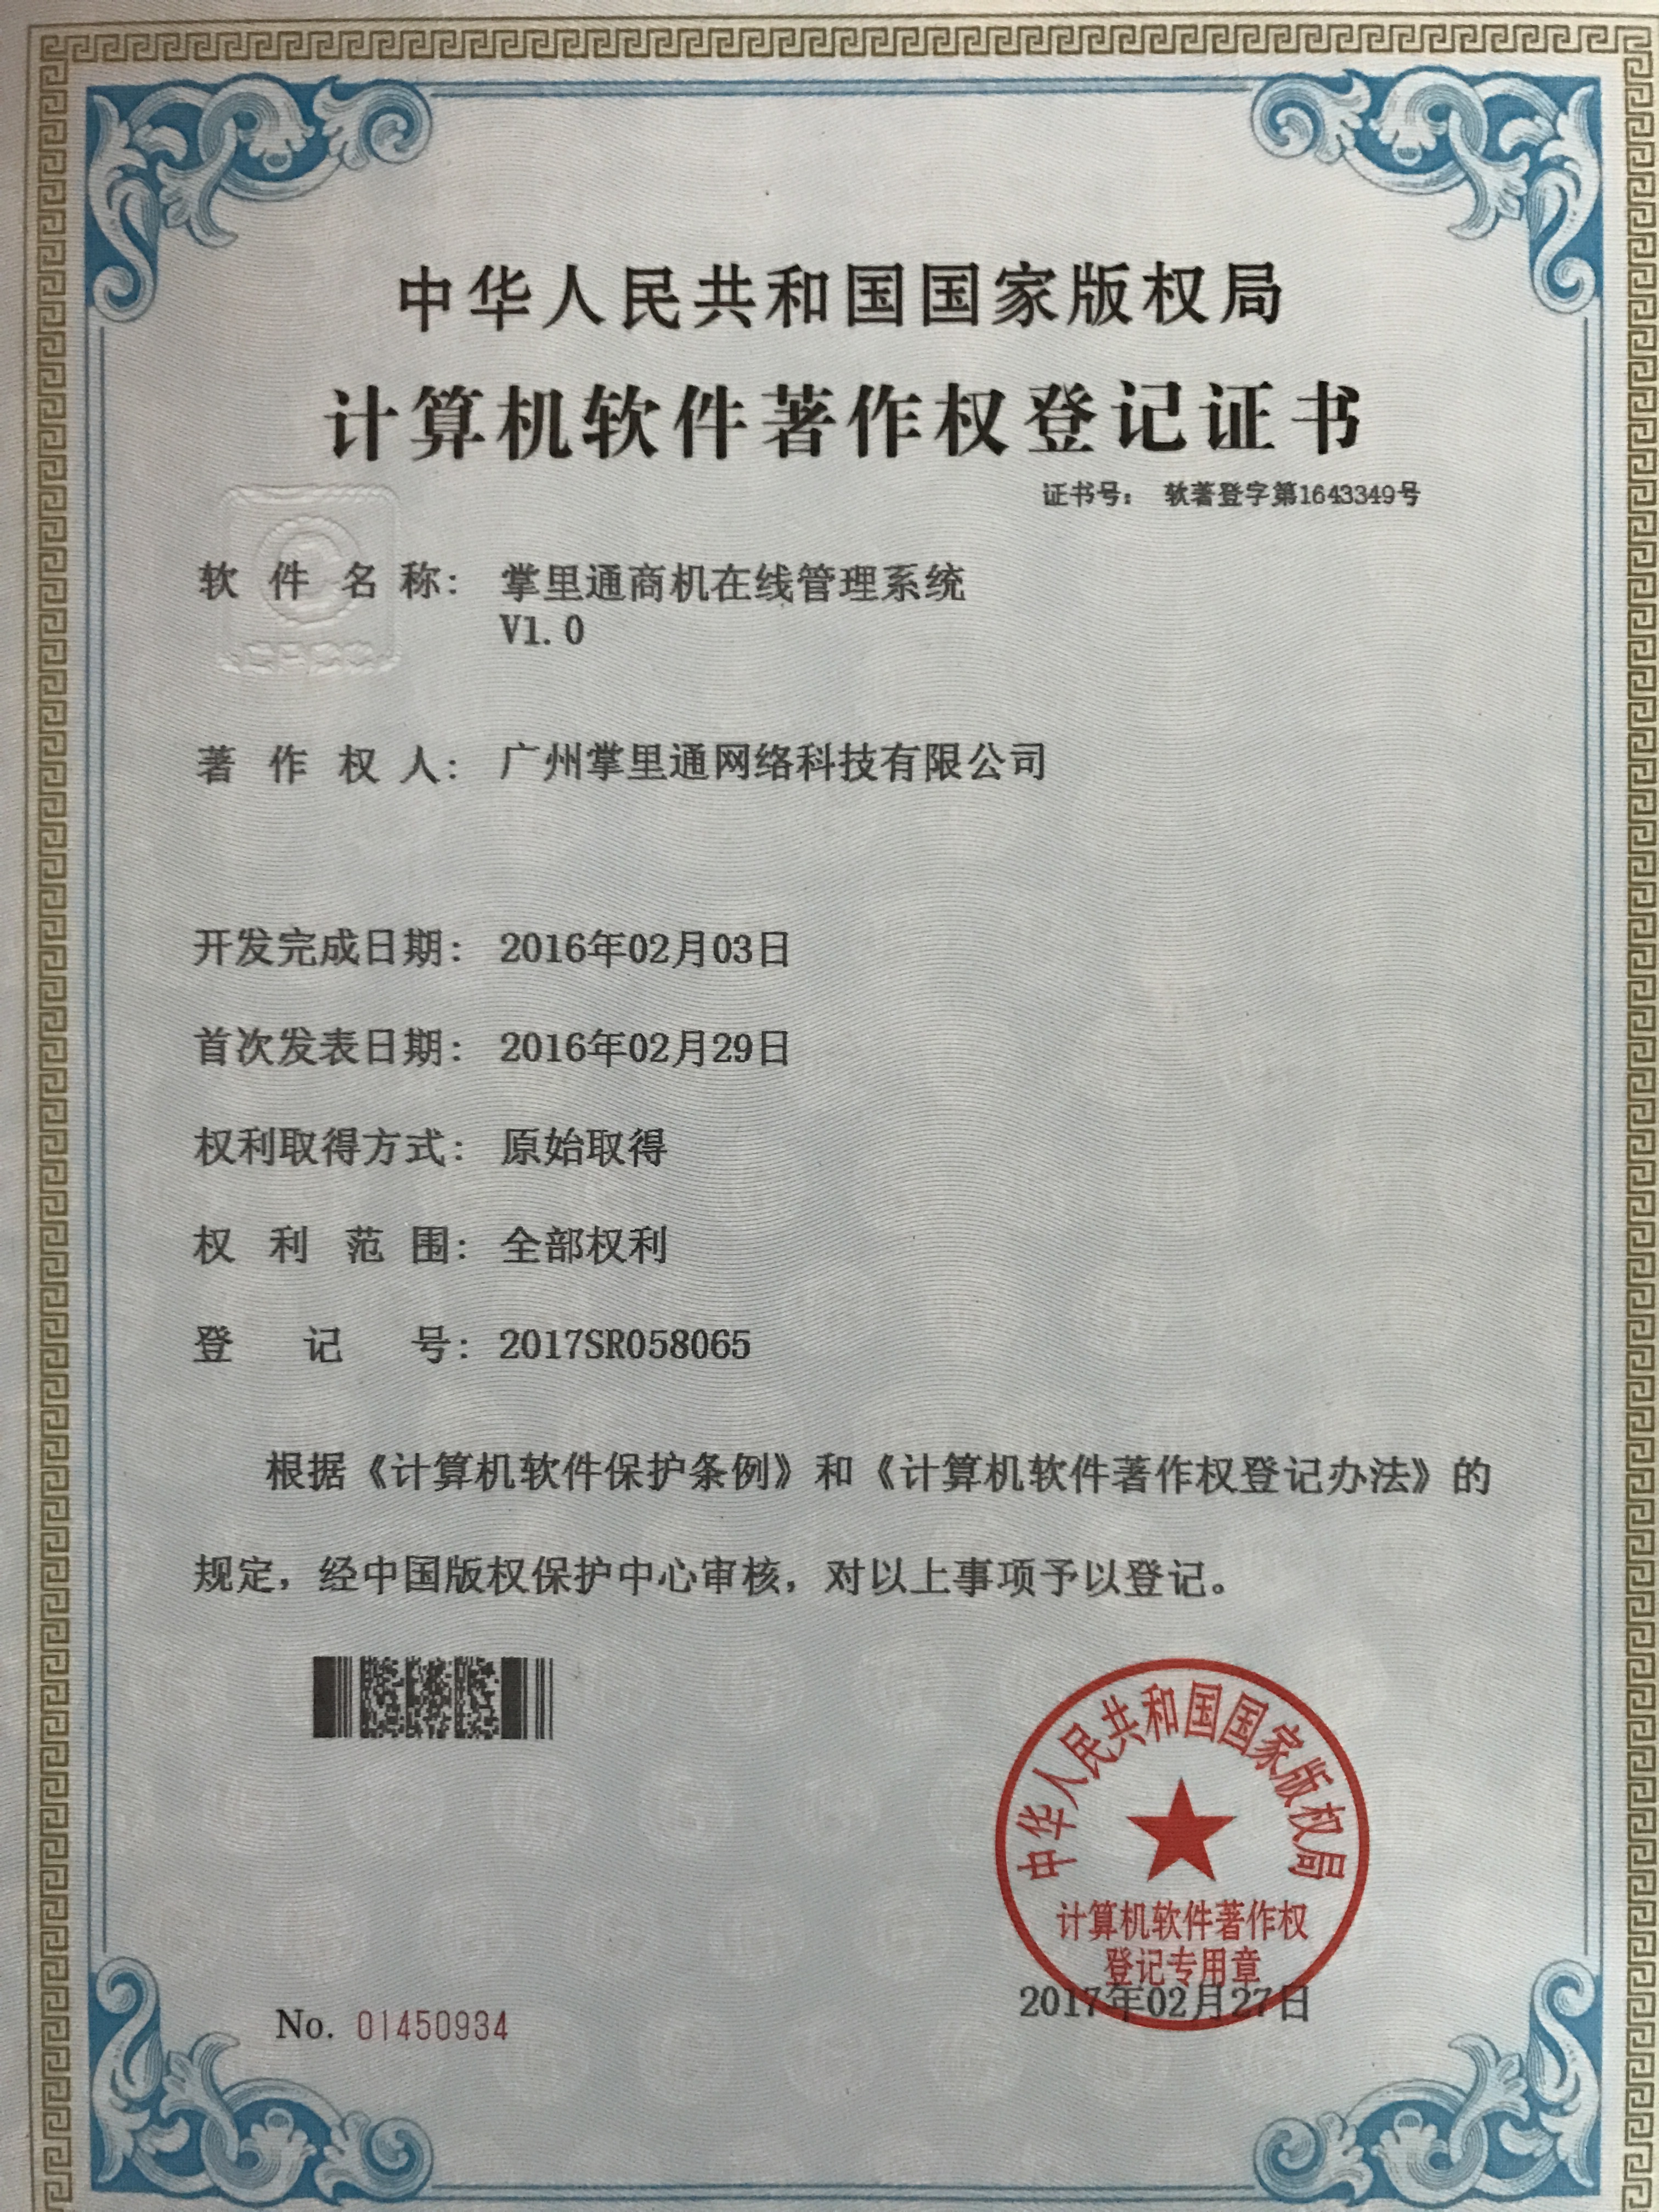 中华人民共和国国家版权局
计算机软件著作权登记证书
证书号： 软著登字第1643349号
软件名称： 掌里通商机在线管理系统
V1.0
著作权人： 广州掌里通网络科技有限公司
开发完成日期： 2016年02月03日
首次发表日期： 2016年02月29日
权利取得方式： 原始取得
权利范围： 全部权利
登记号： 2017SR058065
根据《计算机软件保护条例》和《计算机软件著作权登记办法》的
规定，经中国版权保护中心审核，对以上事项予以登记。
中华人民共和国国家版权局
计算机软件著作权
登记专用章
2017年02月27日
No. 01450934